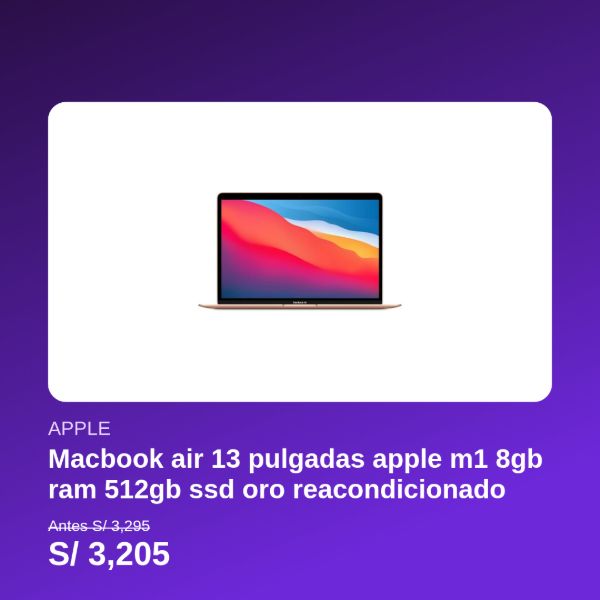 APPLE
Macbook air 13 pulgadas apple m1 8gb
ram 512gb ssd oro reacondicionado
Antes S/ 3,295
S/ 3,205